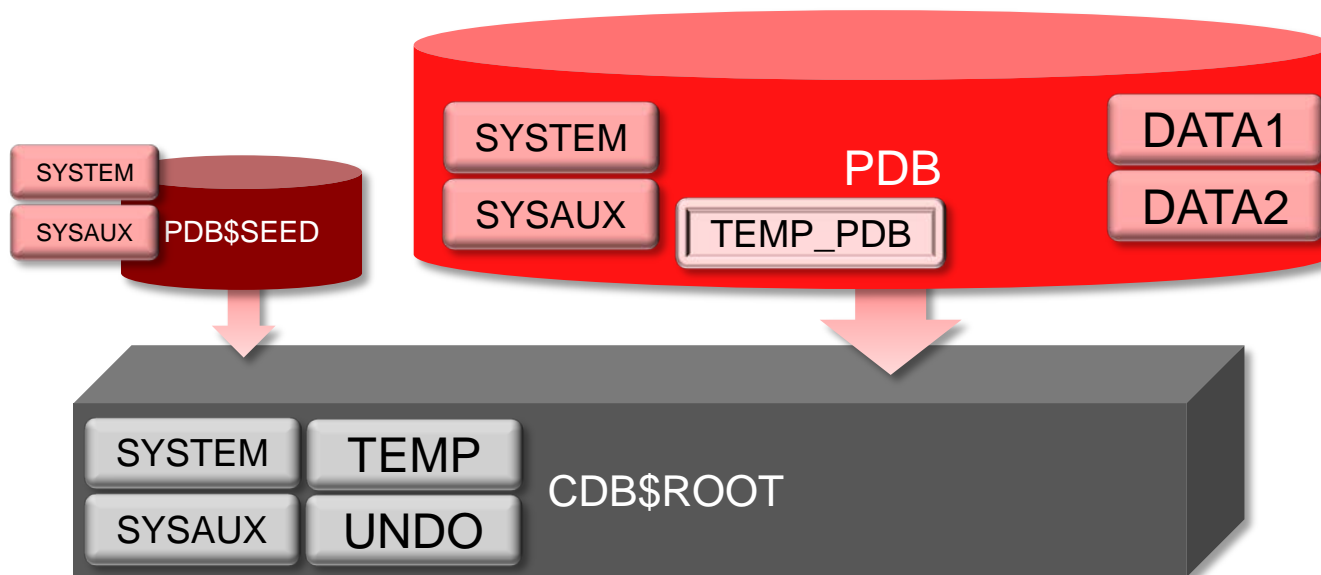 SYSTEM
SYSAUX
PDB$SEED
SYSTEM
SYSAUX
PDB
TEMP_PDB
DATA1
DATA2
SYSTEM
TEMP
SYSAUX
UNDO
CDB$ROOT